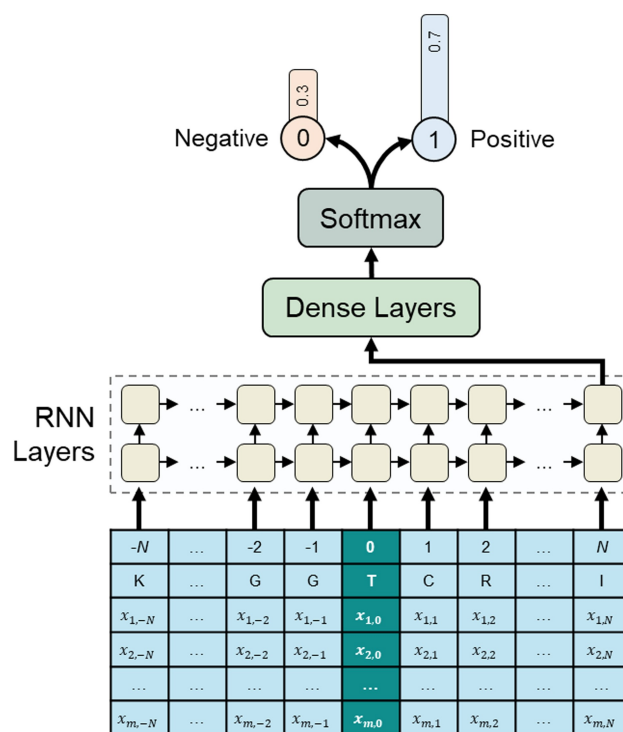 0.3
0.7
Negative 0
1 Positive
Softmax
Dense Layers
RNN
Layers
... ...
... ...
-N ... -2 -1 0 1 2 ... N
K ... G G T C R ... I
x1,−N ... x1,−2 x1,−1 x1,0 x1,1 x1,2 ... x1,N
x2,−N ... x2,−2 x2,−1 x2,0 x2,1 x2,2 ... x2,N
... ... ... ... ... ... ... ... ...
xm,−N ... xm,−2 xm,−1 xm,0 xm,1 xm,2 ... xm,N